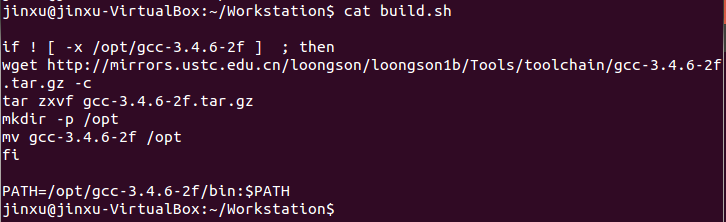 jinxu@jinxu-VirtualBox:~/Workstation$ cat build.sh

if ! [ -x /opt/gcc-3.4.6-2f ]  ; then
wget http://mirrors.ustc.edu.cn/loongson/loongson1b/Tools/toolchain/gcc-3.4.6-2f
.tar.gz -c
tar zxvf gcc-3.4.6-2f.tar.gz
mkdir -p /opt
mv gcc-3.4.6-2f /opt
fi

PATH=/opt/gcc-3.4.6-2f/bin:$PATH
jinxu@jinxu-VirtualBox:~/Workstation$